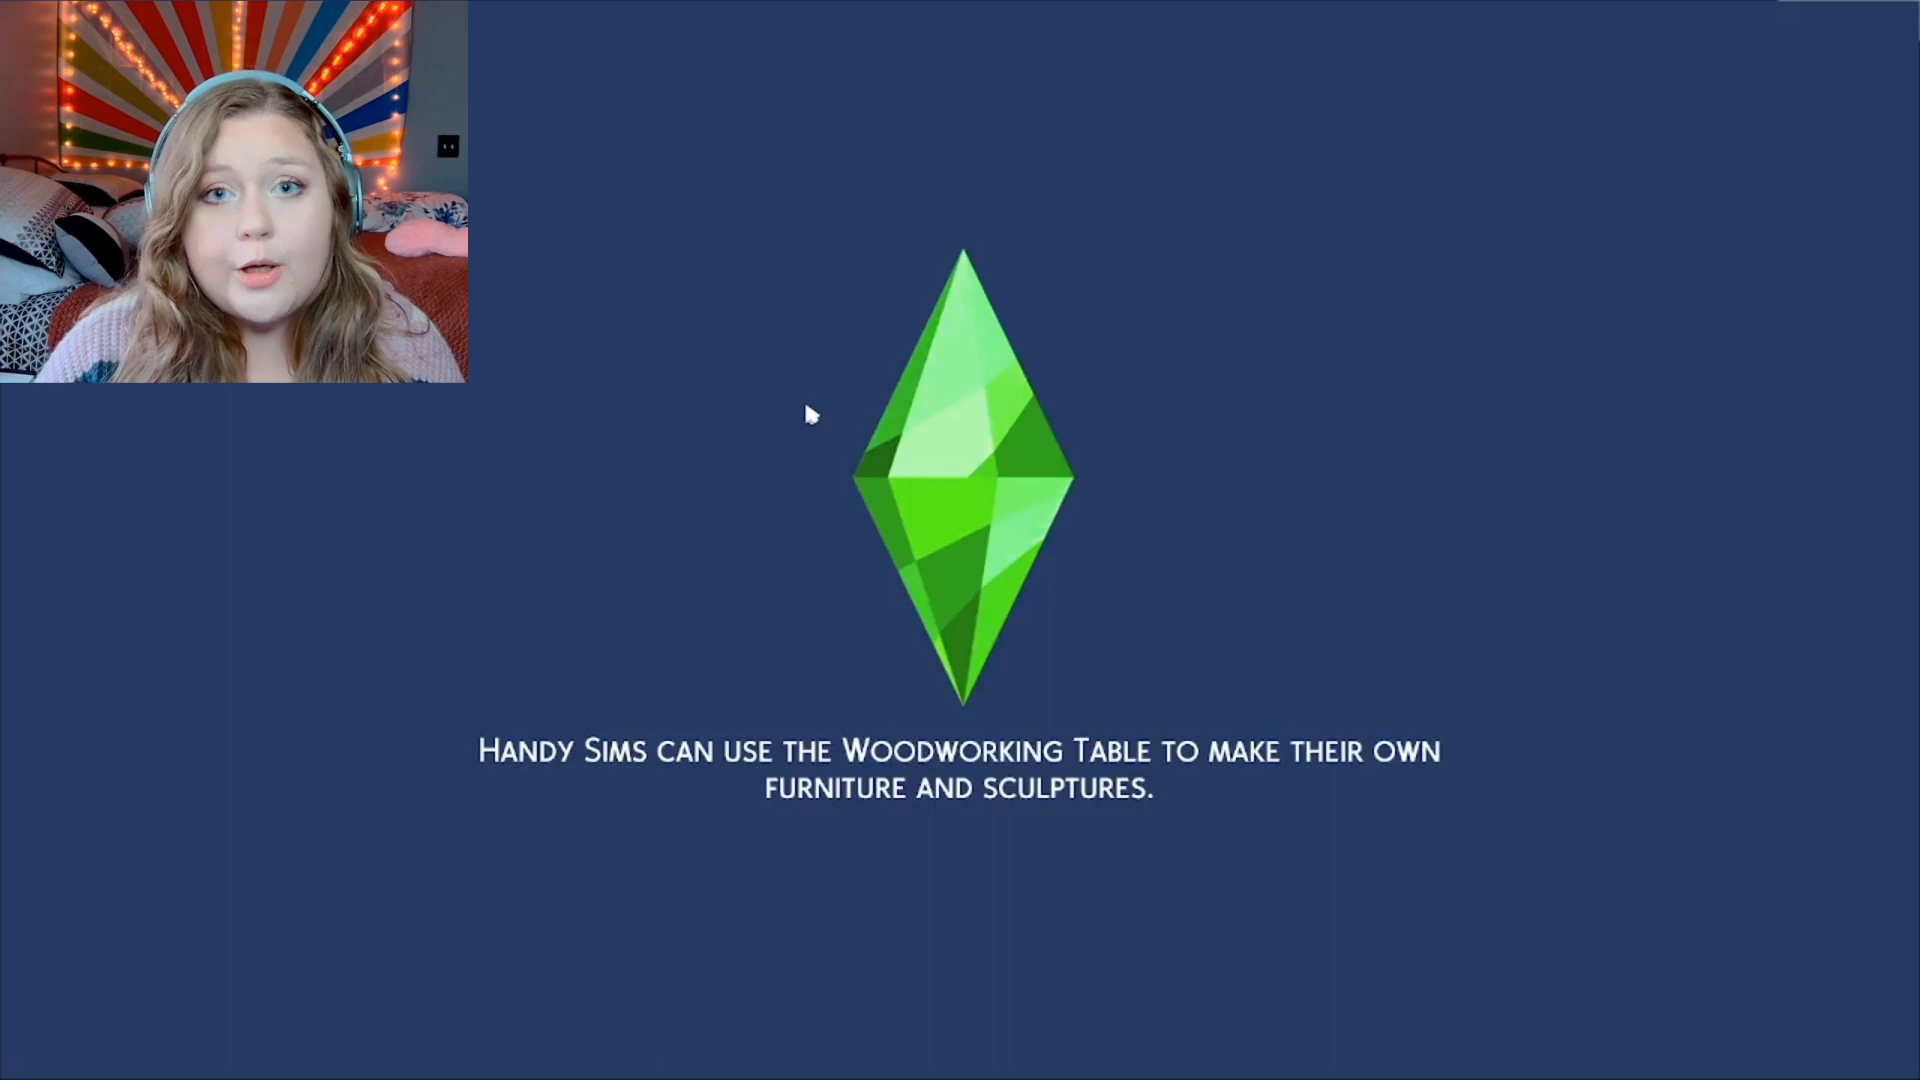 Handy Sims can use the Woodworking Table to make their own
furniture and sculptures.